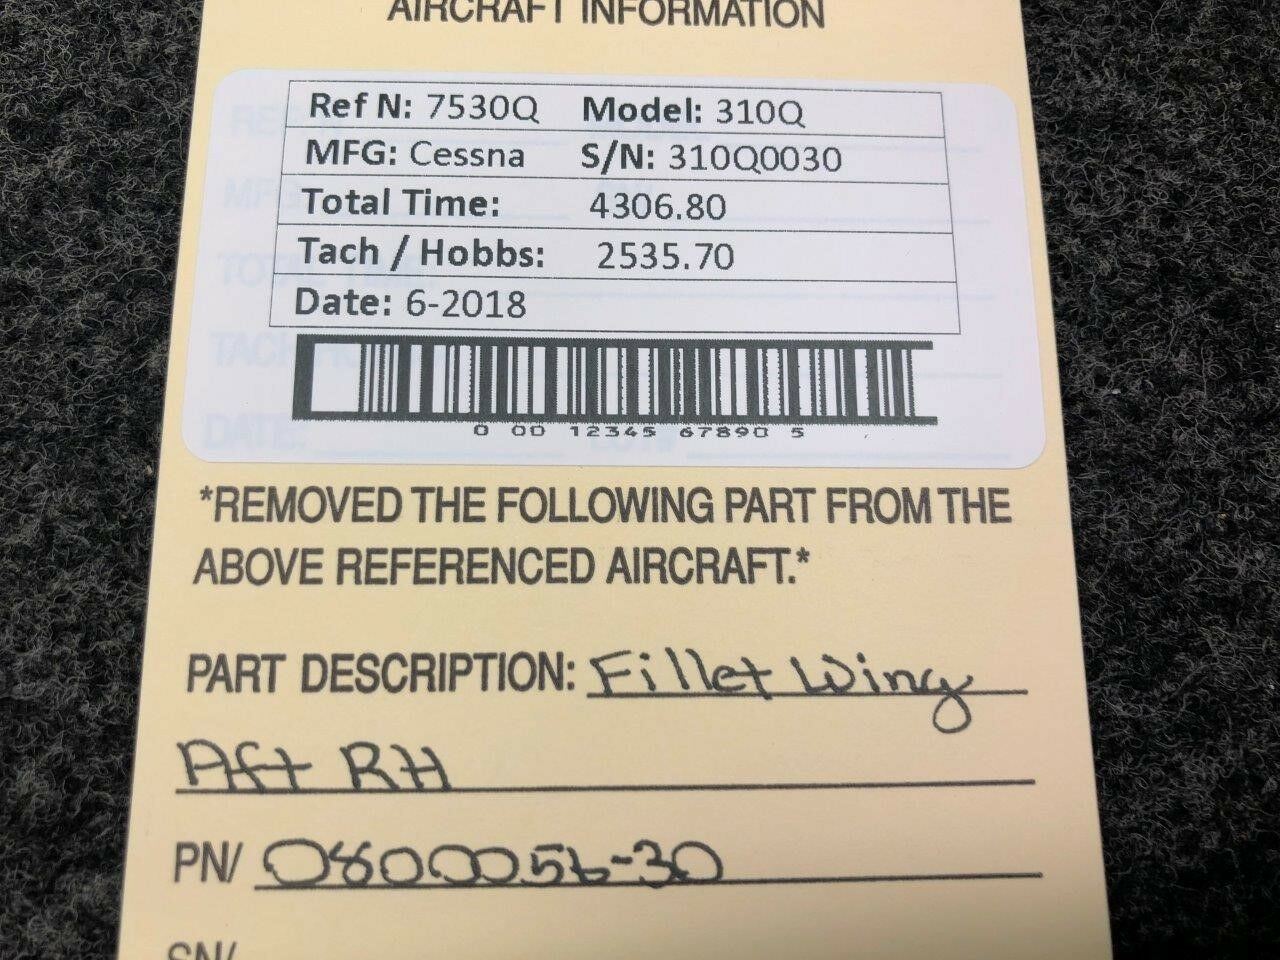 AIRCRAFT INFORMATION
Ref N: 7530Q Model: 310Q
MFG: Cessna S/N: 310Q0030
Total Time: 4306.80
Tach / Hobbs: 2535.70
Date: 6-2018
0 00 12345 67890 5
*REMOVED THE FOLLOWING PART FROM THE
ABOVE REFERENCED AIRCRAFT.*
PART DESCRIPTION: Fillet Wing
Aft RH
PN/ 0800056-30
SN/